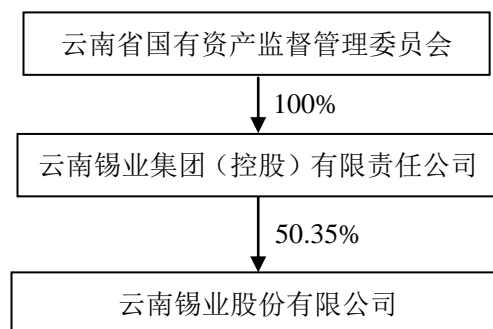 云南省国有资产监督管理委员会
100%
云南锡业集团（控股）有限责任公司
50.35%
云南锡业股份有限公司